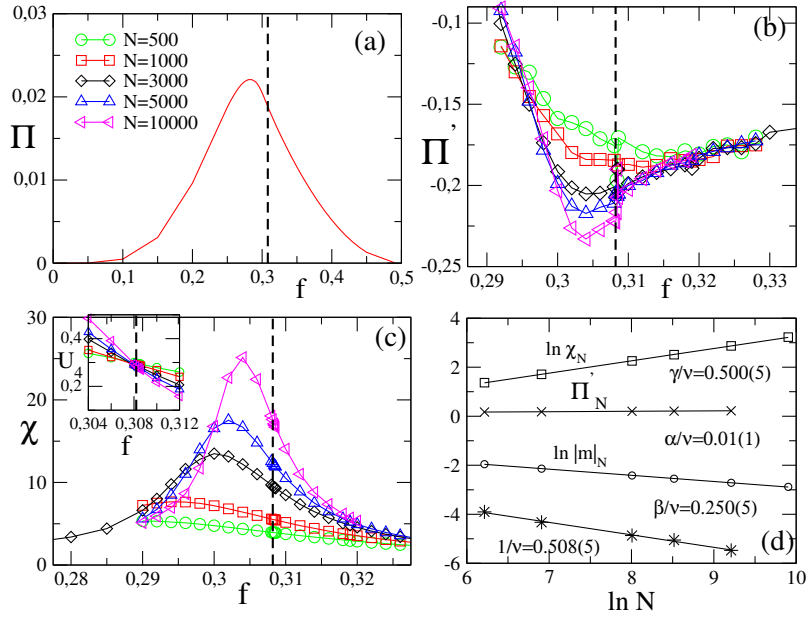 0,03
0,02
0,01
0
Π
(a)
N=500
N=1000
N=3000
N=5000
N=10000
0
0,1
0,2
0,3
0,4
0,5
f
-0,1
-0,15
-0,2
-0,25
Π'
(b)
0,29
0,3
0,31
0,32
0,33
f
30
25
20
15
10
5
0
χ
(c)
U
0,4
0,2
0,304
0,308
0,312
f
0,28
0,29
0,3
0,31
0,32
f
4
2
0
-2
-4
-6
ln χN
γ/ν=0.500(5)
Π'N
α/ν=0.01(1)
ln |m|N
β/ν=0.250(5)
1/ν=0.508(5)
(d)
6
7
8
9
10
ln N